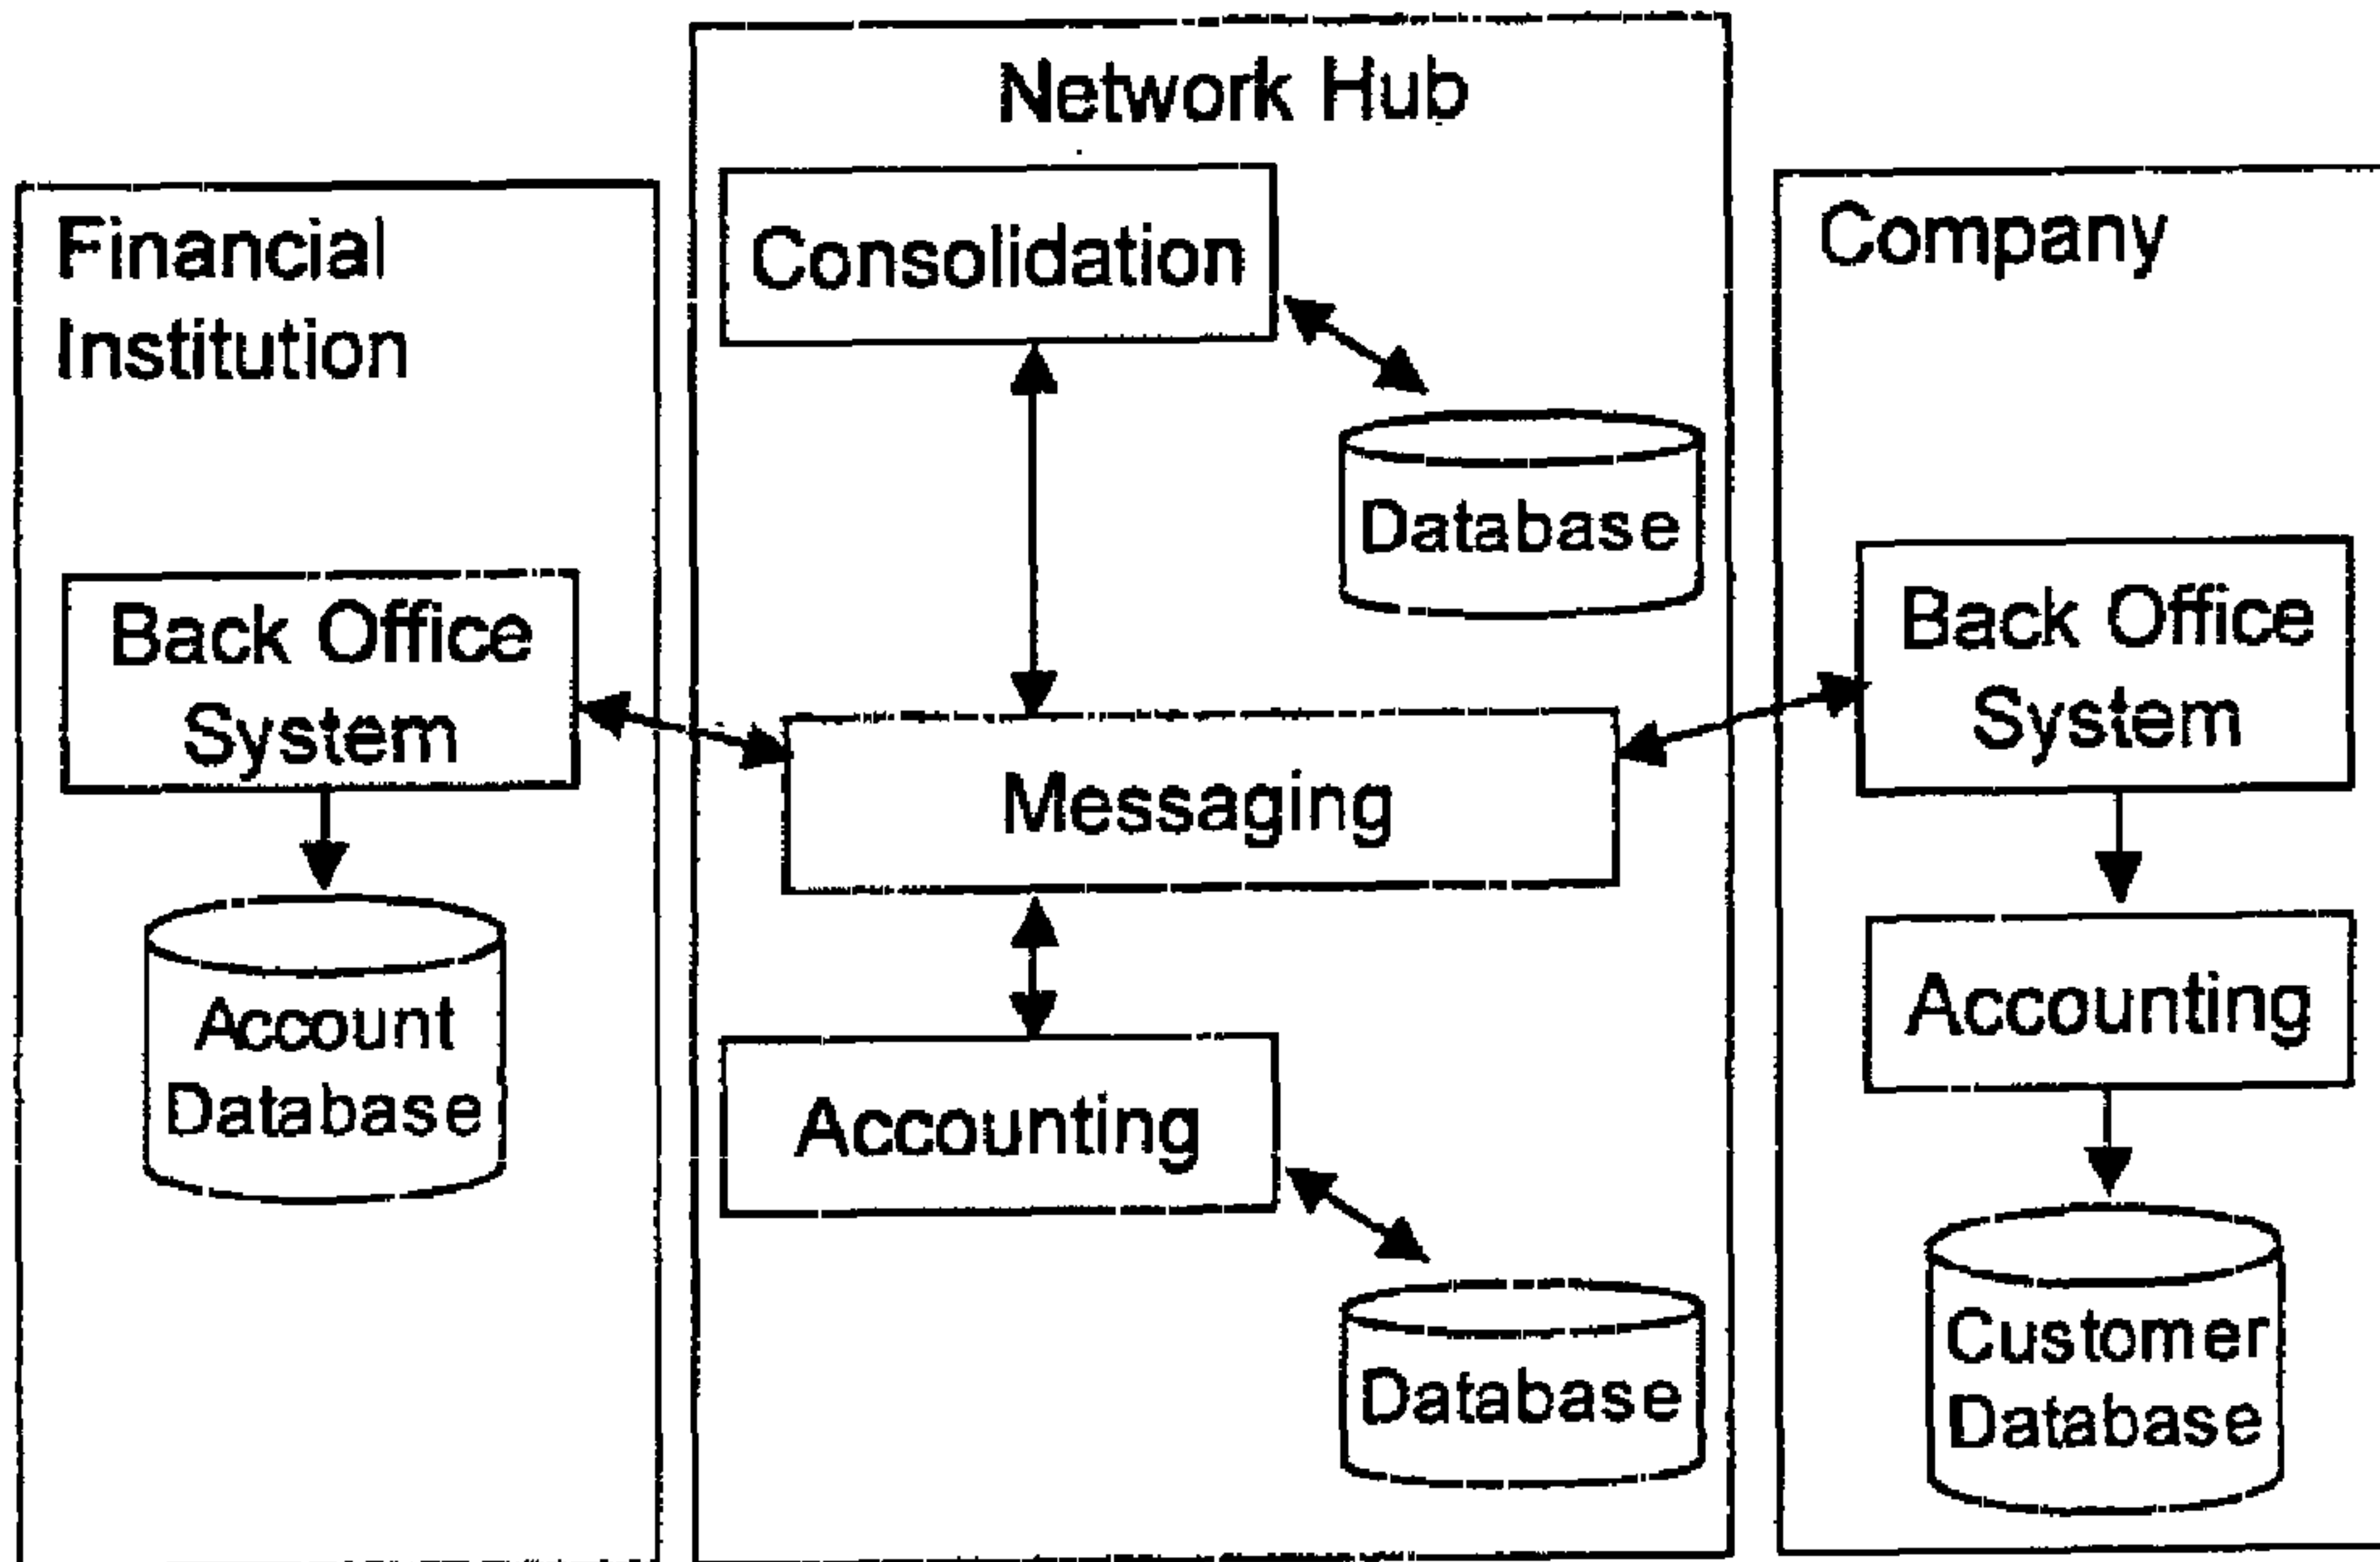 Network Hub
Financial
Institution
Back Office
System
Account
Database
Consolidation
Database
Messaging
Accounting
Database
Company
Back Office
System
Accounting
Customer
Database